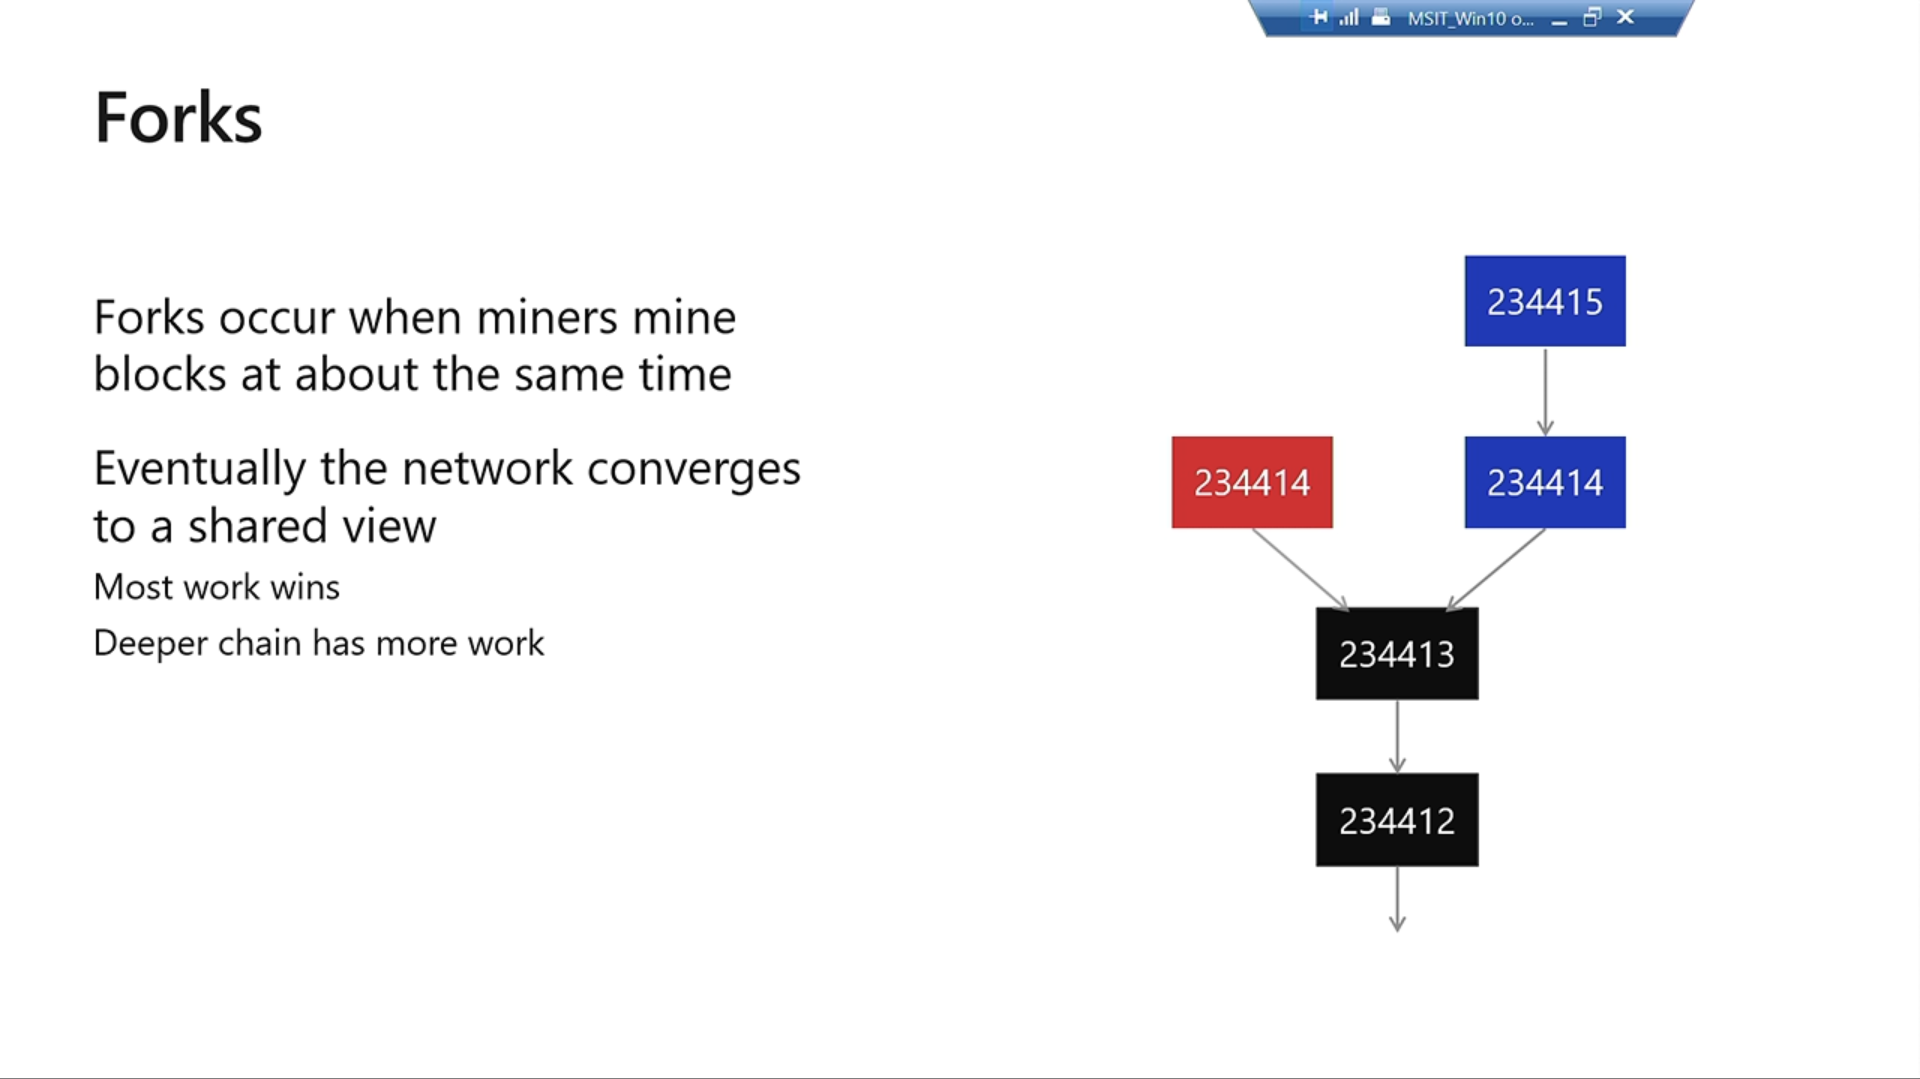 MSIT_Win10 o...
Forks
Forks occur when miners mine
blocks at about the same time
Eventually the network converges
to a shared view
Most work wins
Deeper chain has more work
234415
234414
234414
234413
234412